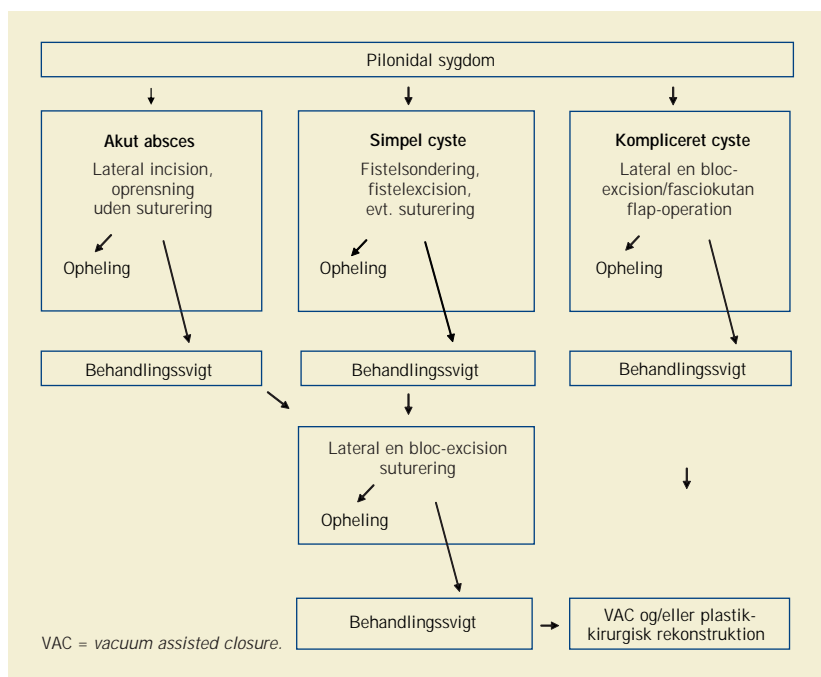 Pilonidal sygdom
Akut absces
Lateral incision,
oprensning
uden suturering
Opheling
Simpel cyste
Fistelsondering,
fistelexcision,
evt. suturering
Opheling
Kompliceret cyste
Lateral en bloc-
excision/fasciokutan
flap-operation
Opheling
Behandlingssvigt
Behandlingssvigt
Behandlingssvigt
Lateral en bloc-excision
suturering
Opheling
Behandlingssvigt
VAC og/eller plastik-
kirurgisk rekonstruktion
VAC = vacuum assisted closure.